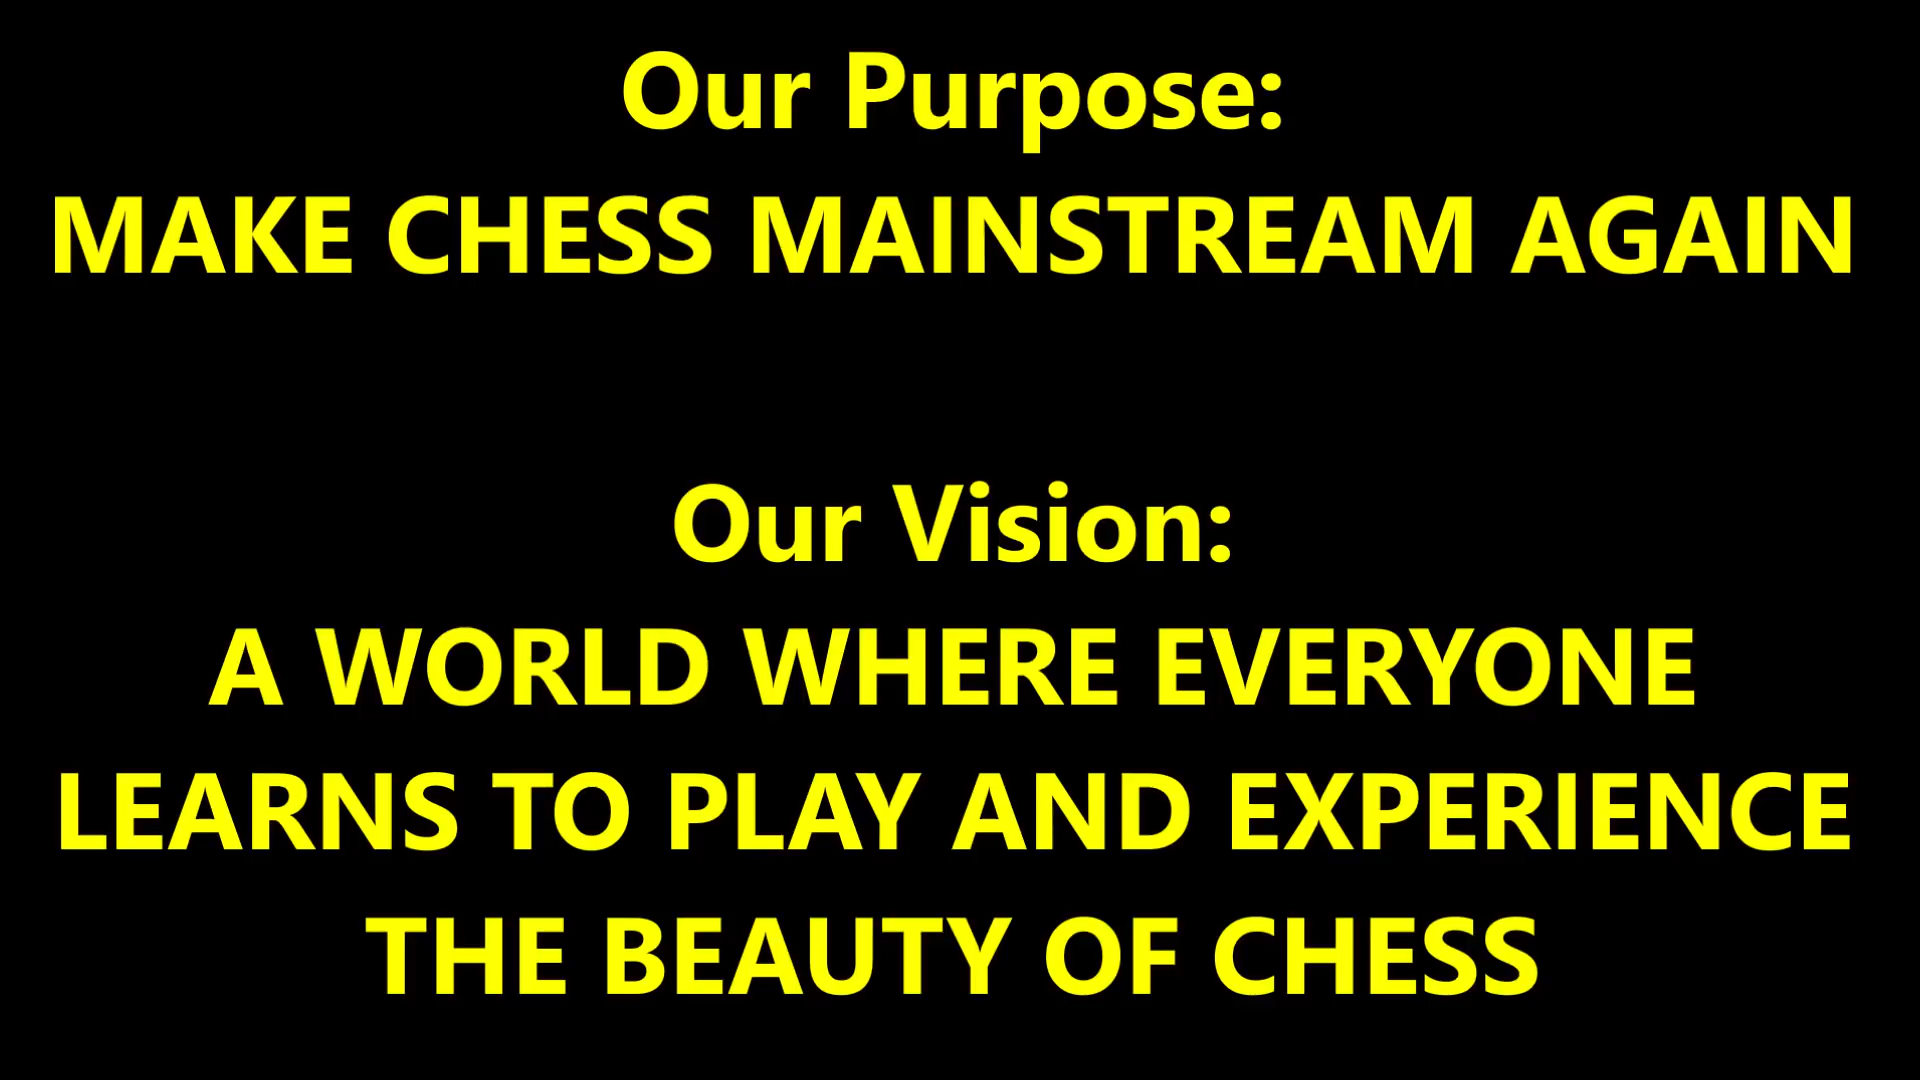 Our Purpose:
MAKE CHESS MAINSTREAM AGAIN
Our Vision:
A WORLD WHERE EVERYONE
LEARNS TO PLAY AND EXPERIENCE
THE BEAUTY OF CHESS